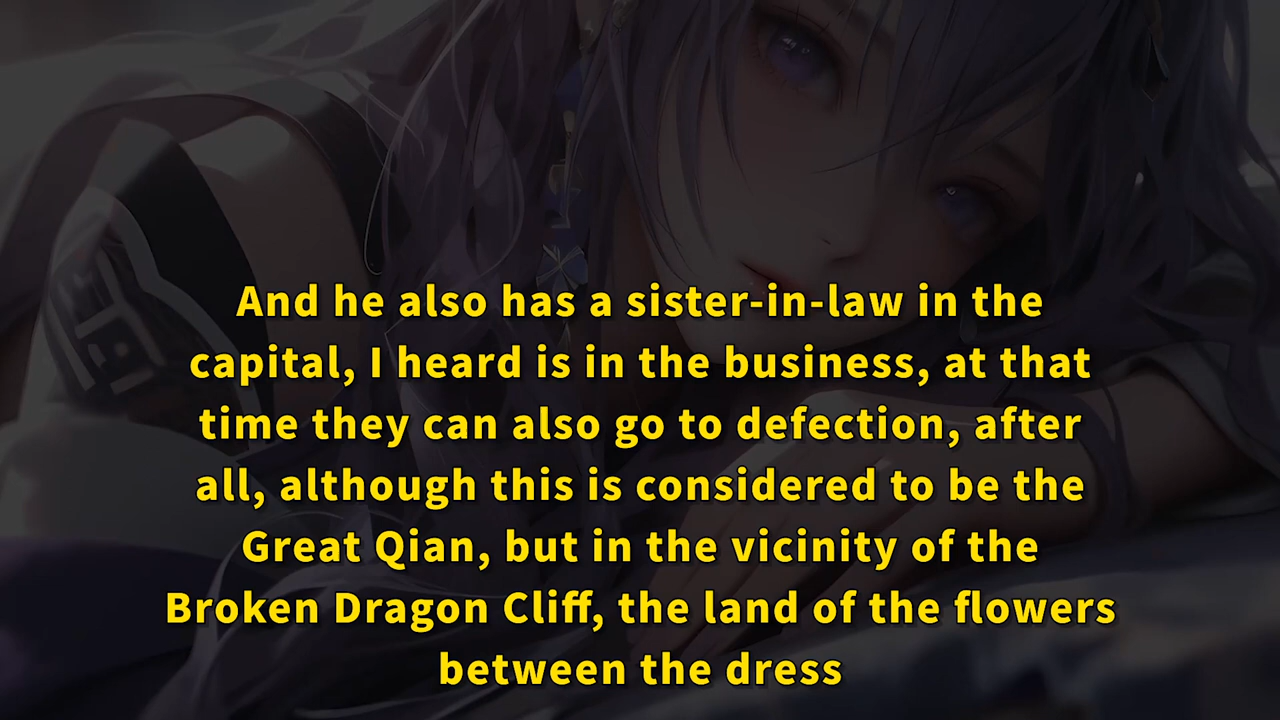 And he also has a sister-in-law in the
capital, I heard is in the business, at that
time they can also go to defection, after
all, although this is considered to be the
Great Qian, but in the vicinity of the
Broken Dragon Cliff, the land of the flowers
between the dress